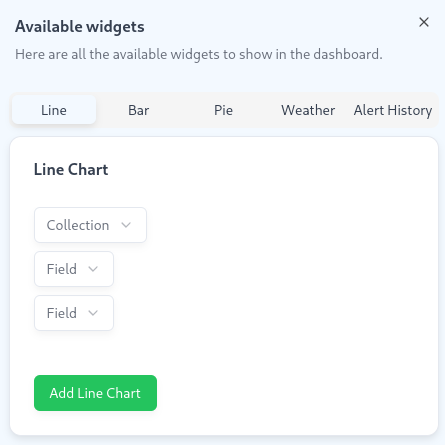 Available widgets
Here are all the available widgets to show in the dashboard.
Line Bar Pie Weather Alert History
Line Chart
Collection
Field
Field
Add Line Chart